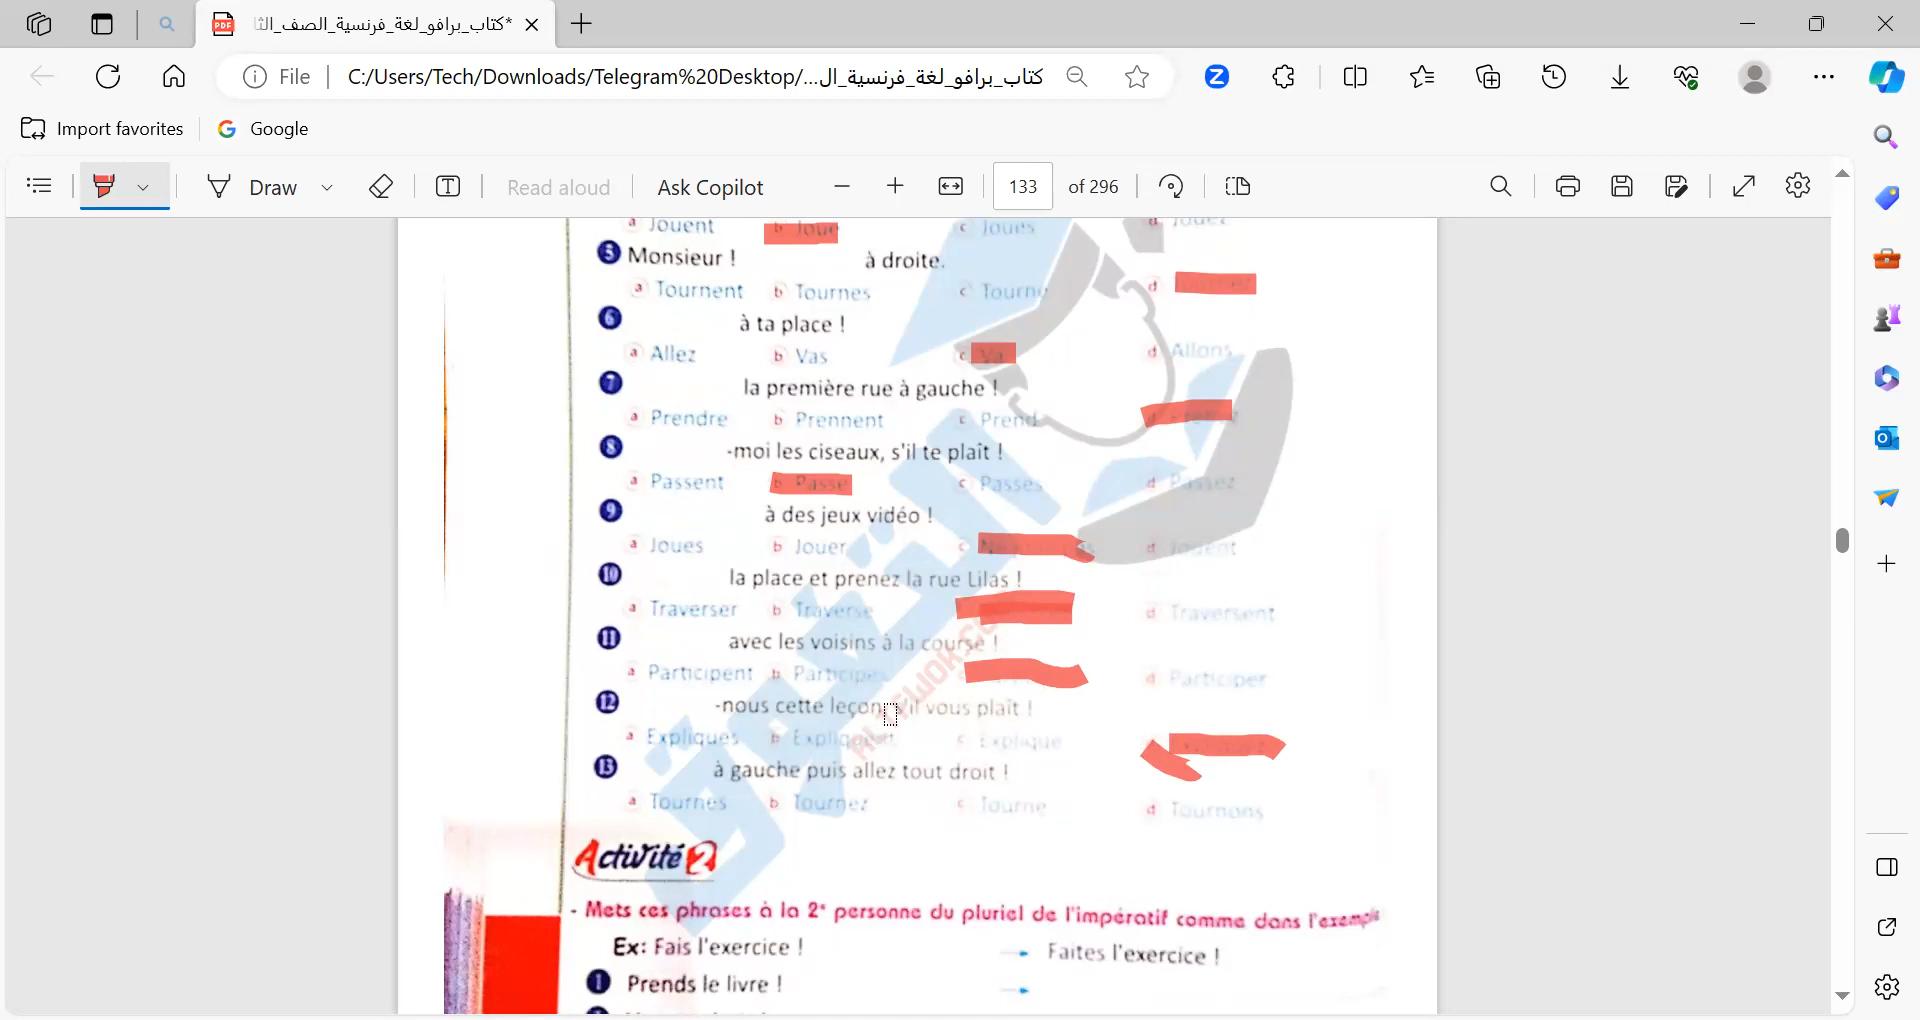 PDF *كتاب_برافو_لغة_فرنسية_الصف_الثا
File C:/Users/Tech/Downloads/Telegram%20Desktop/...كتاب_برافو_لغة_فرنسية_ال
Import favorites Google
Draw Read aloud Ask Copilot 133 of 296
a Jouent b Joue c Joues d Jouez
5 Monsieur ! à droite.
a Tournent b Tournes c Tourne d
6 à ta place !
a Allez b Vas c Va d Allons
7 la première rue à gauche !
a Prendre b Prennent c Prend d
8 -moi les ciseaux, s'il te plaît !
a Passent b Passe c Passes d Passez
9 à des jeux vidéo !
a Joues b Jouer c d Jouent
10 la place et prenez la rue Lilas !
a Traverser b Traverse d Traversent
11 avec les voisins à la course !
a Participent b Participes d Participer
12 -nous cette leçon s'il vous plaît !
a Expliques b Expliquent c Explique
13 à gauche puis allez tout droit !
a Tournes b Tournez c Tourne d Tournons
Activité 2
- Mets ces phrases à la 2e personne du pluriel de l'impératif comme dans l'exemple
Ex: Fais l'exercice ! → Faites l'exercice !
1 Prends le livre ! →